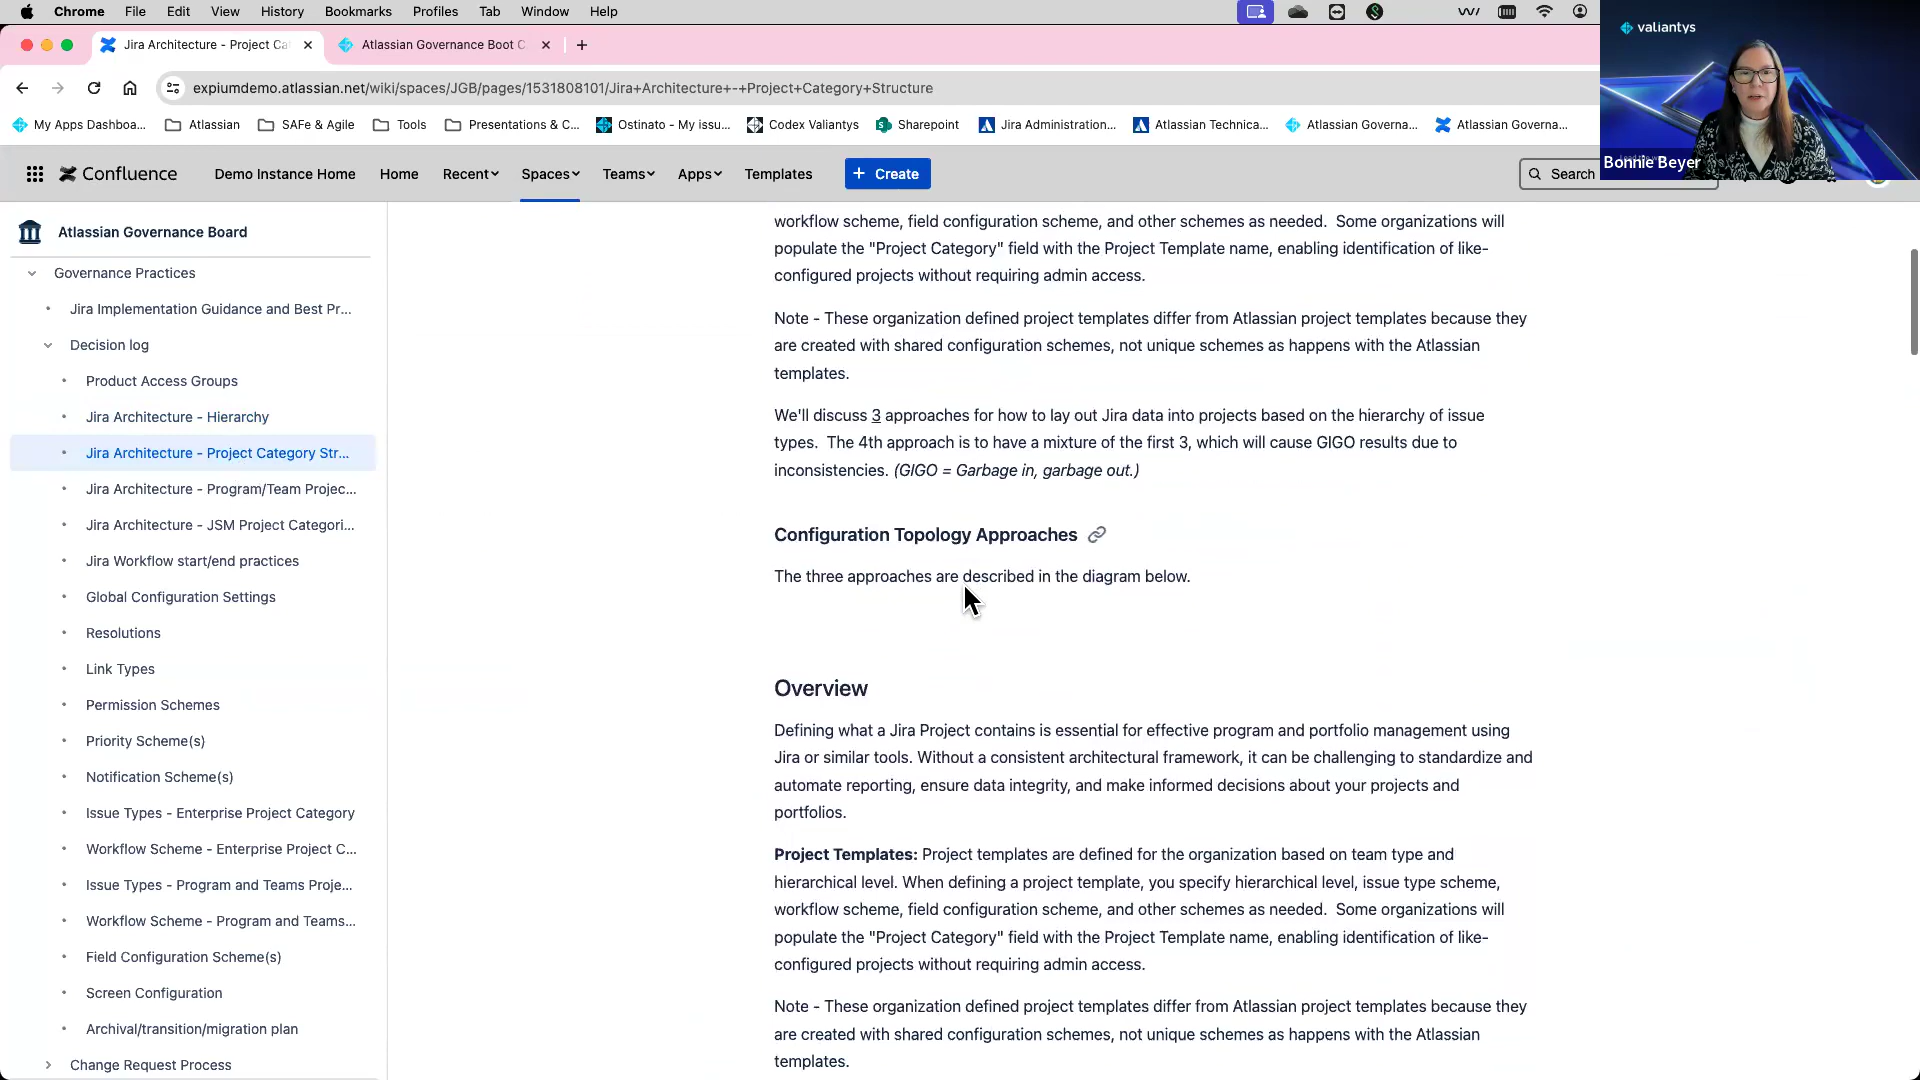 Chrome File Edit View History Bookmarks Profiles Tab Window Help
Jira Architecture - Project Ca
Atlassian Governance Boot C
expiumdemo.atlassian.net/wiki/spaces/JGB/pages/1531808101/Jira+Architecture+-+Project+Category+Structure
My Apps Dashboa... Atlassian SAFe & Agile Tools Presentations & C... Ostinato - My issu... Codex Valiantys Sharepoint Jira Administration... Atlassian Technica... Atlassian Governa... Atlassian Governa...
valiantys
Bonnie Beyer
Confluence Demo Instance Home Home Recent Spaces Teams Apps Templates + Create Search
Atlassian Governance Board
Governance Practices
Jira Implementation Guidance and Best Pr...
Decision log
Product Access Groups
Jira Architecture - Hierarchy
Jira Architecture - Project Category Str...
Jira Architecture - Program/Team Projec...
Jira Architecture - JSM Project Categori...
Jira Workflow start/end practices
Global Configuration Settings
Resolutions
Link Types
Permission Schemes
Priority Scheme(s)
Notification Scheme(s)
Issue Types - Enterprise Project Category
Workflow Scheme - Enterprise Project C...
Issue Types - Program and Teams Proje...
Workflow Scheme - Program and Teams...
Field Configuration Scheme(s)
Screen Configuration
Archival/transition/migration plan
Change Request Process
workflow scheme, field configuration scheme, and other schemes as needed. Some organizations will
populate the "Project Category" field with the Project Template name, enabling identification of like-
configured projects without requiring admin access.
Note - These organization defined project templates differ from Atlassian project templates because they
are created with shared configuration schemes, not unique schemes as happens with the Atlassian
templates.
We'll discuss 3 approaches for how to lay out Jira data into projects based on the hierarchy of issue
types. The 4th approach is to have a mixture of the first 3, which will cause GIGO results due to
inconsistencies. (GIGO = Garbage in, garbage out.)
Configuration Topology Approaches
The three approaches are described in the diagram below.
Overview
Defining what a Jira Project contains is essential for effective program and portfolio management using
Jira or similar tools. Without a consistent architectural framework, it can be challenging to standardize and
automate reporting, ensure data integrity, and make informed decisions about your projects and
portfolios.
Project Templates: Project templates are defined for the organization based on team type and
hierarchical level. When defining a project template, you specify hierarchical level, issue type scheme,
workflow scheme, field configuration scheme, and other schemes as needed. Some organizations will
populate the "Project Category" field with the Project Template name, enabling identification of like-
configured projects without requiring admin access.
Note - These organization defined project templates differ from Atlassian project templates because they
are created with shared configuration schemes, not unique schemes as happens with the Atlassian
templates.